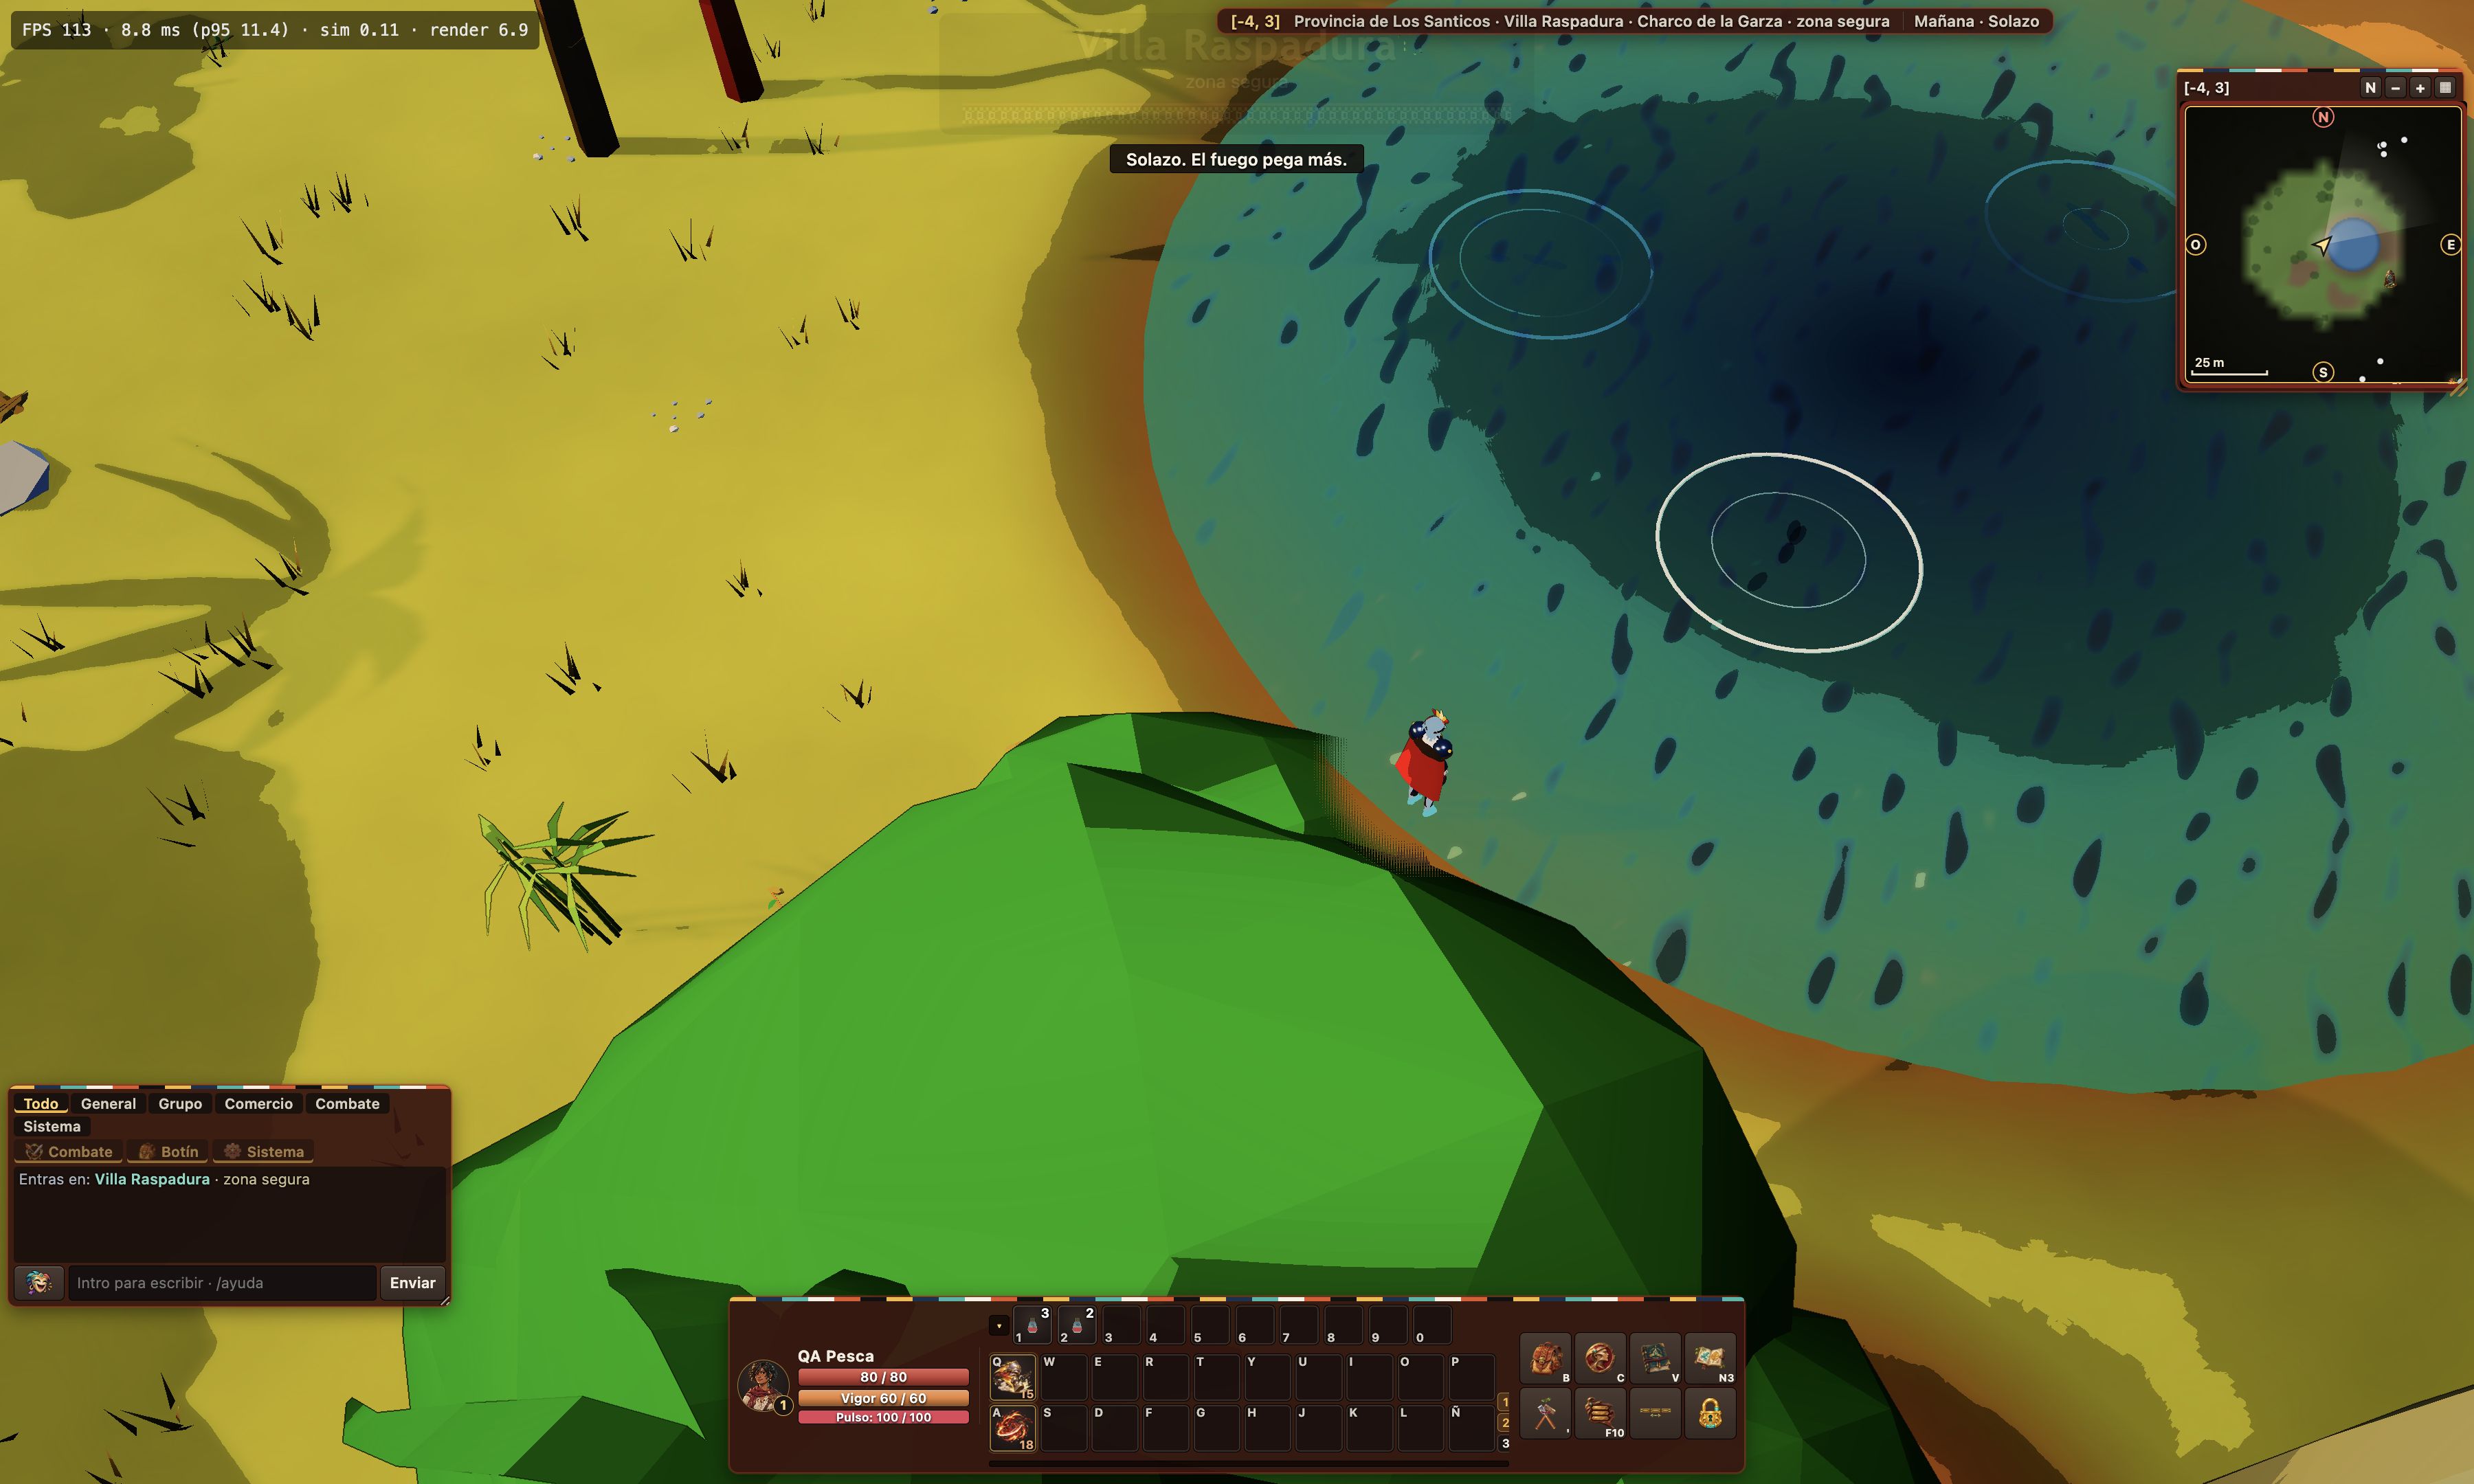 FPS 113 · 8.8 ms (p95 11.4) · sim 0.11 · render 6.9
[-4, 3] Provincia de Los Santicos · Villa Raspadura · Charco de la Garza · zona segura Mañana · Solazo
Villa Raspadura
zona segura
Solazo. El fuego pega más.
[-4, 3] N − +
N
O
E
S
25 m
Todo General Grupo Comercio Combate
Sistema
Combate Botín Sistema
Entras en: Villa Raspadura · zona segura
Intro para escribir · /ayuda Enviar
QA Pesca
80 / 80
Vigor 60 / 60
Pulso: 100 / 100
1
3 2
1 2 3 4 5 6 7 8 9 0
Q W E R T Y U I O P
15
A S D F G H J K L Ñ
18
1
2
3
B C V N3
, F10